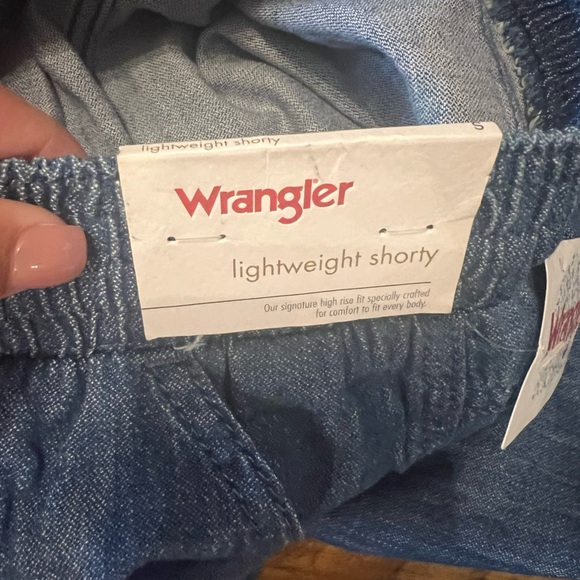 lightweight shorty
Wrangler
lightweight shorty
Our signature high rise fit specially crafted
for comfort to fit every body.